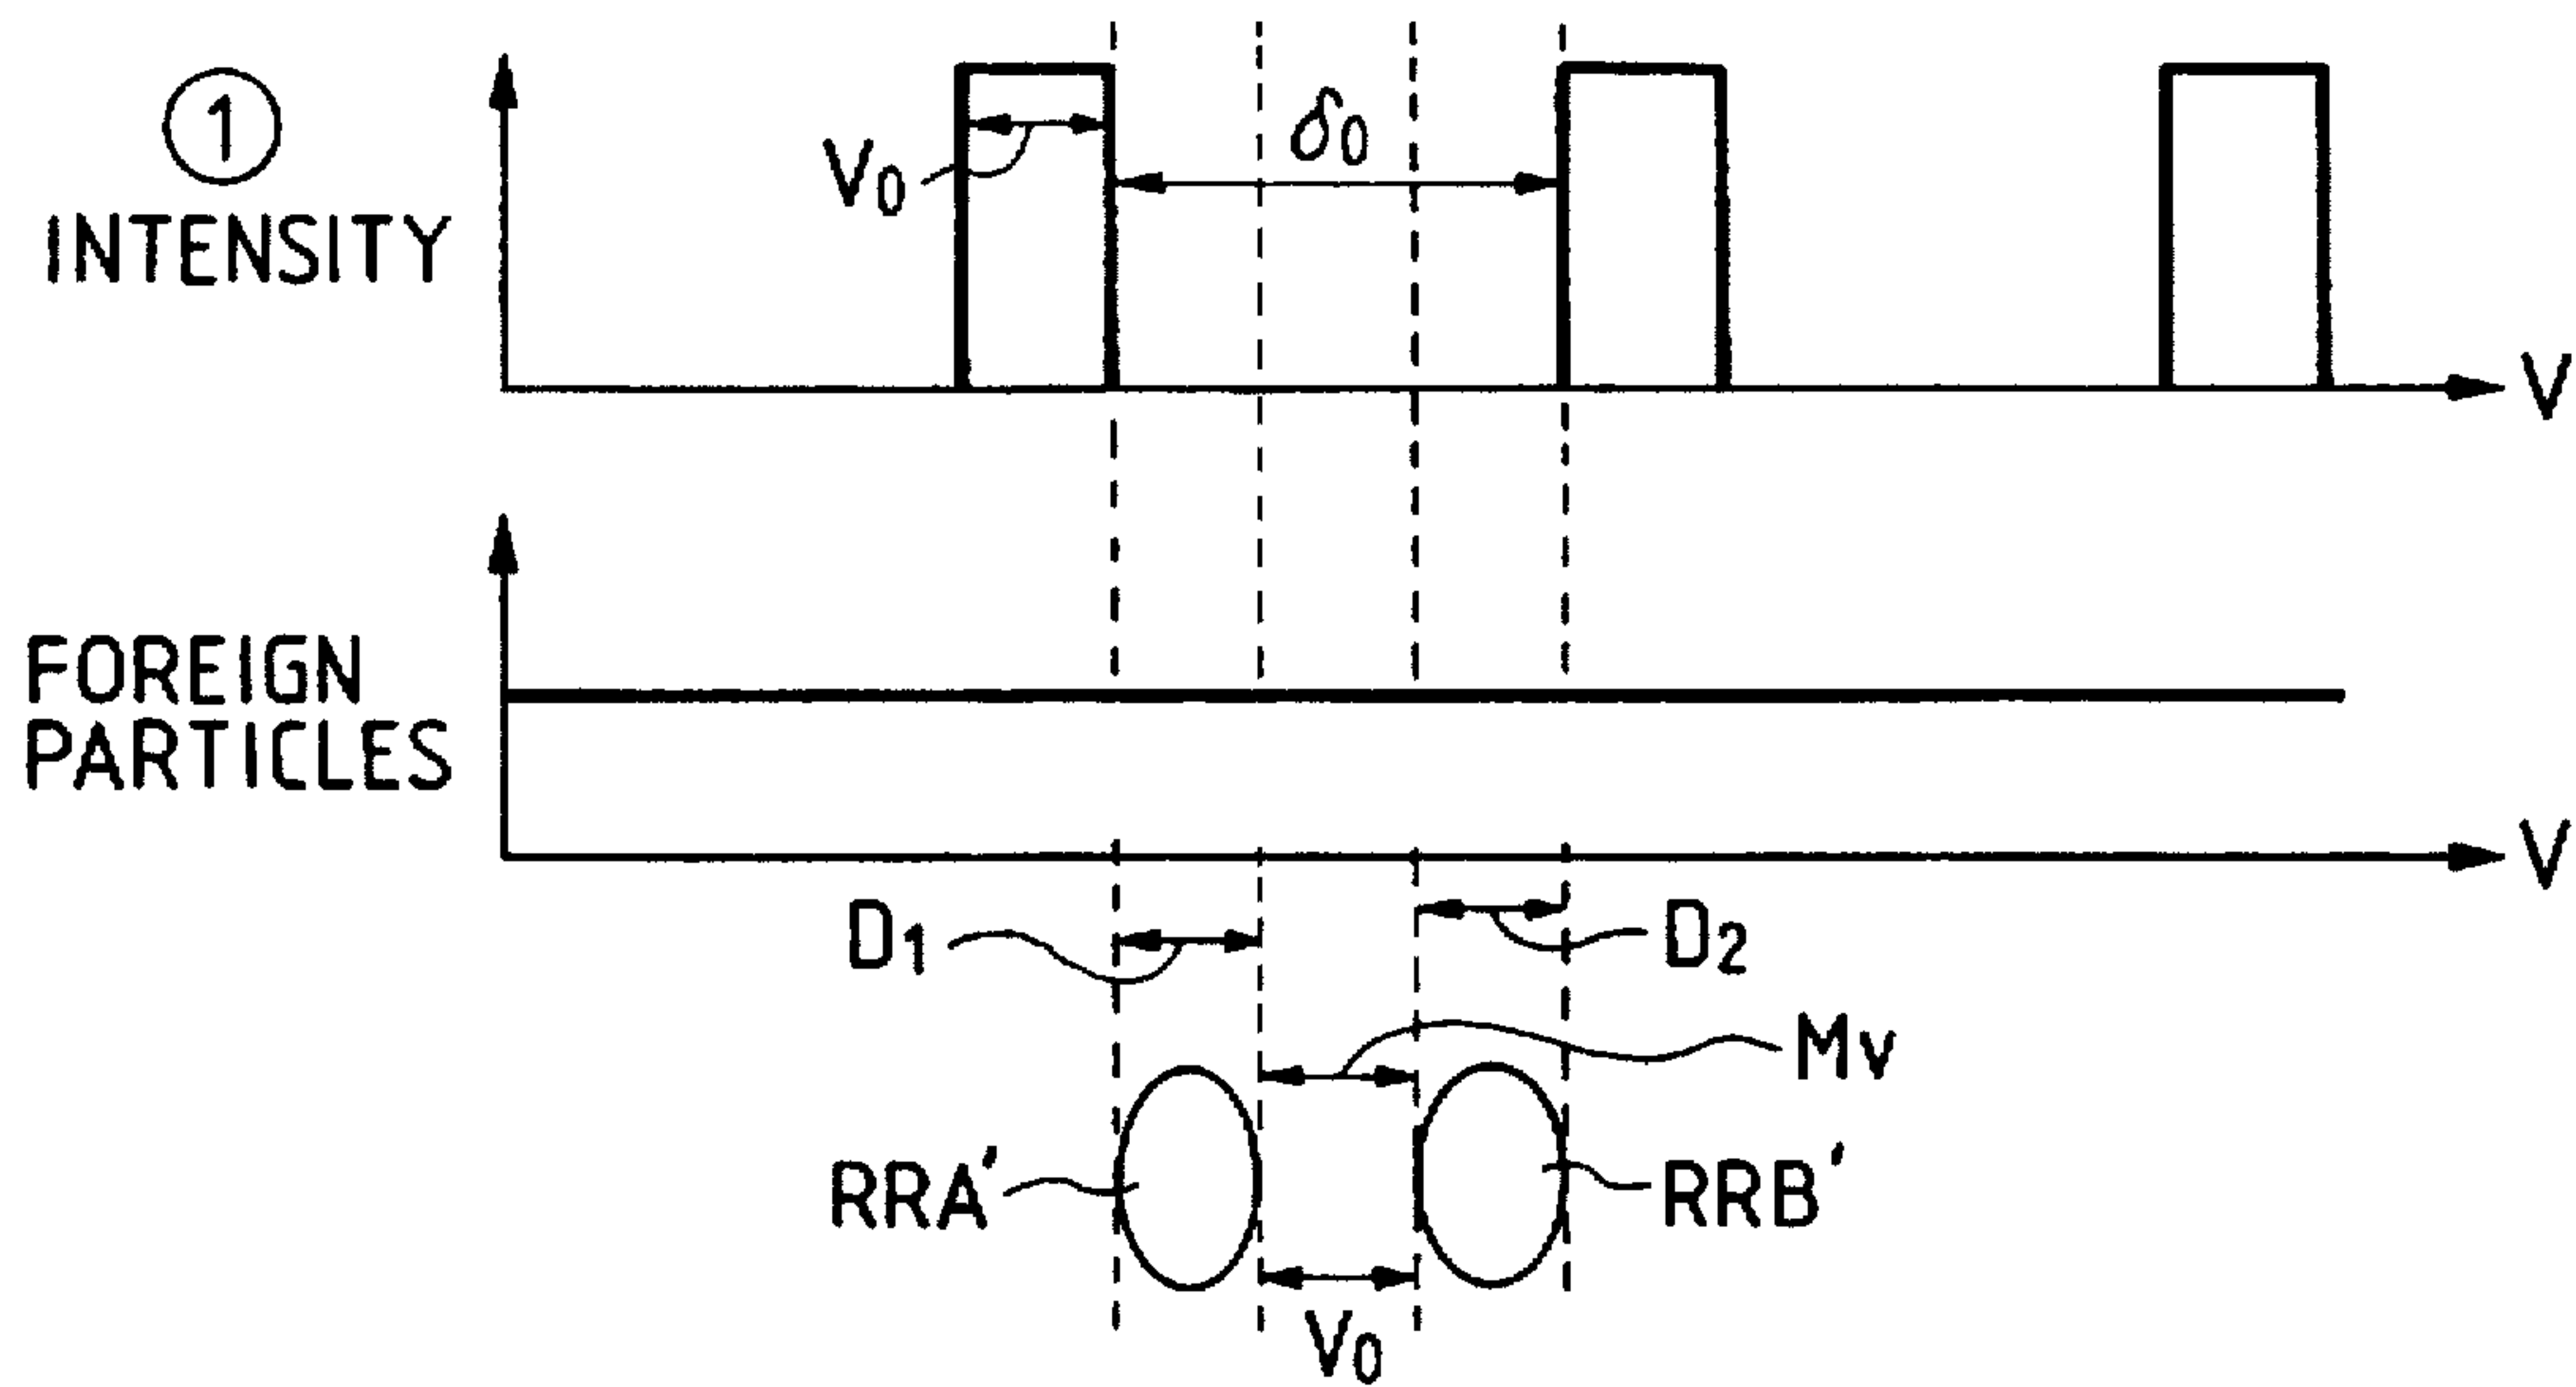 ①
INTENSITY
V0
δ0
V
FOREIGN
PARTICLES
V
D1
D2
Mv
RRA'
RRB'
V0